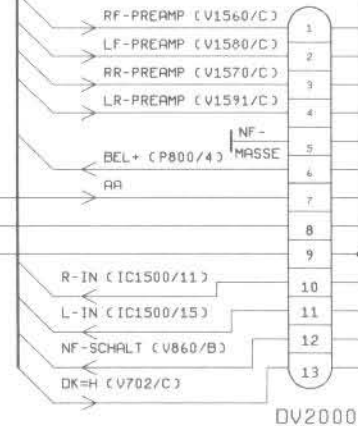 RF-PREAMP (V1560/C)
1
LF-PREAMP (V1580/C)
2
RR-PREAMP (V1570/C)
3
LR-PREAMP (V1591/C)
4
NF-
MASSE
5
BEL+ (P800/4)
6
AA
7
8
9
R-IN (IC1500/11)
10
L-IN (IC1500/15)
11
NF-SCHALT (V860/B)
12
DK=H (V702/C)
13
DV2000